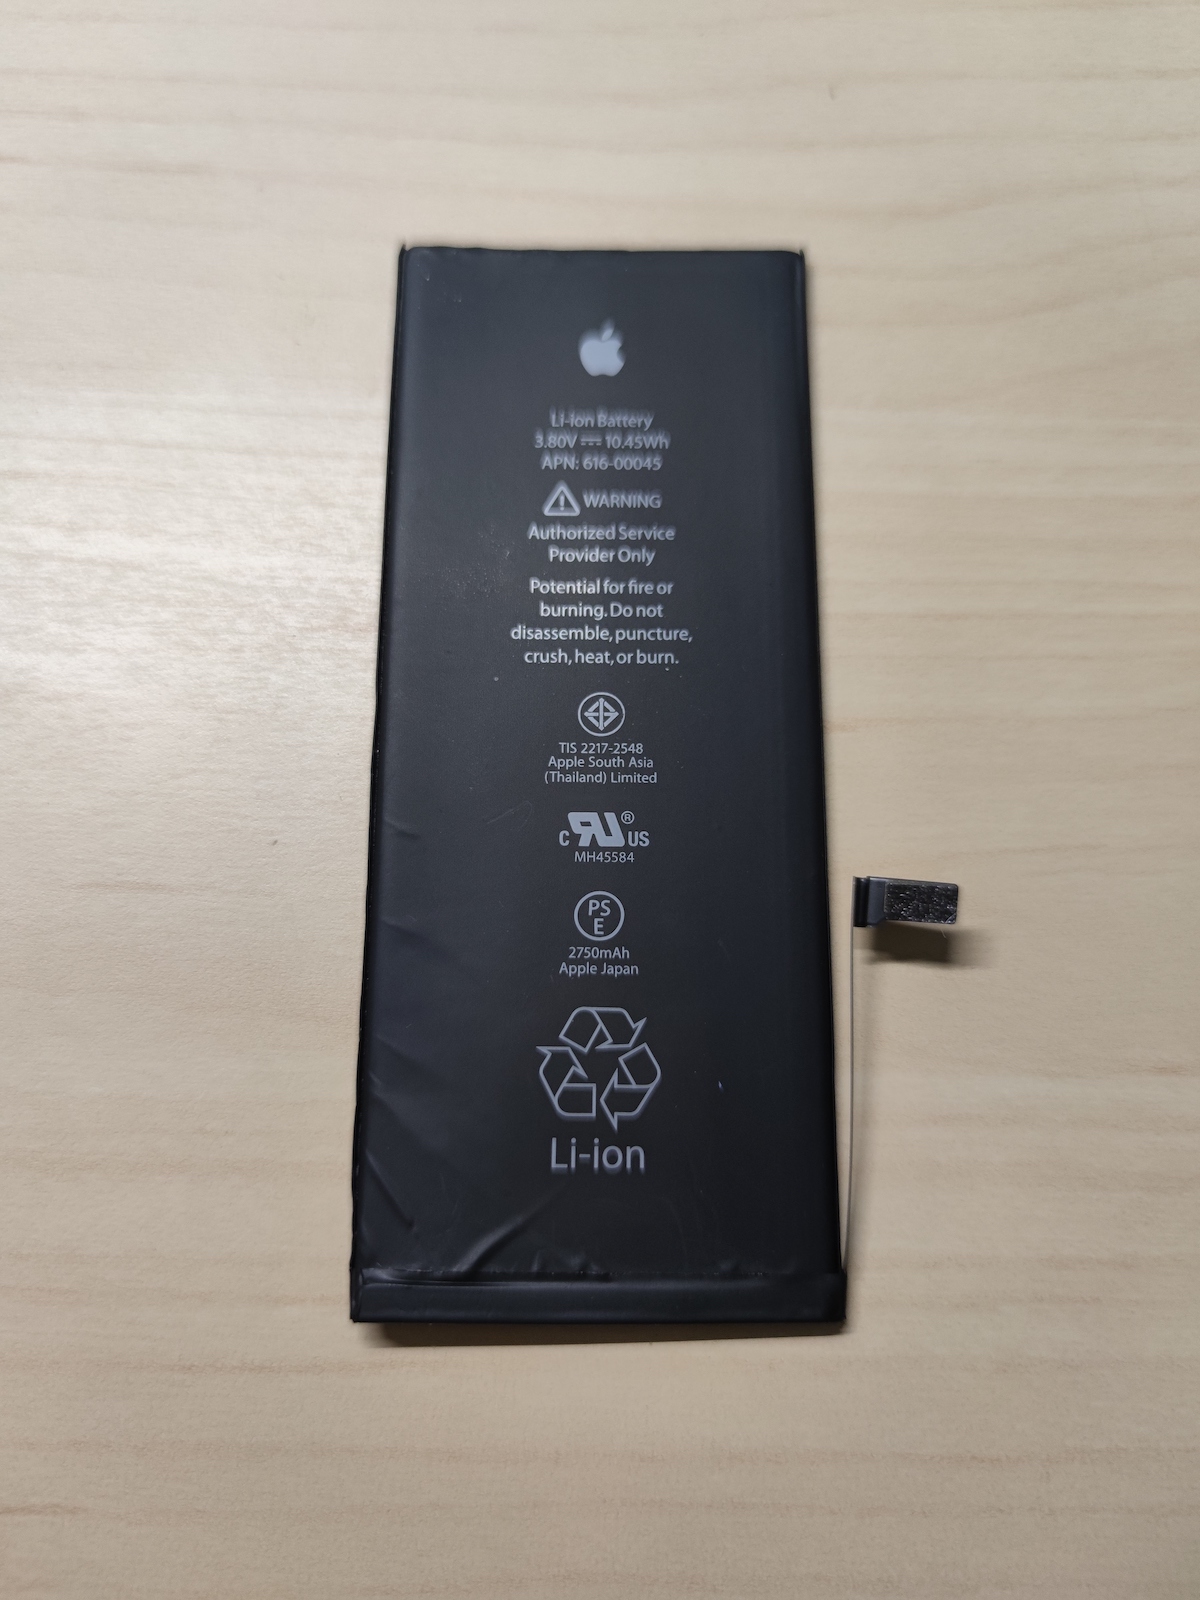 Li-Ion Battery
3.80V ⎓ 10.45Wh
APN: 616-00045
WARNING
Authorized Service
Provider Only
Potential for fire or
burning. Do not
disassemble, puncture,
crush, heat, or burn.
TIS 2217-2548
Apple South Asia
(Thailand) Limited
c RU ® US
MH45584
PS
E
2750mAh
Apple Japan
Li-ion